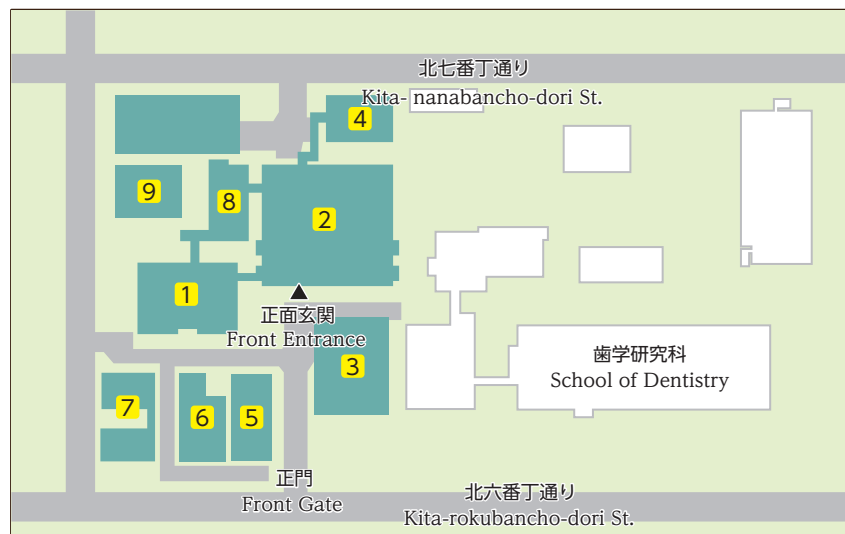 北七番丁通り
Kita- nanabancho-dori St.
4
9
8
2
1
正面玄関
Front Entrance
3
歯学研究科
School of Dentistry
7
6
5
正門
Front Gate
北六番丁通り
Kita-rokubancho-dori St.